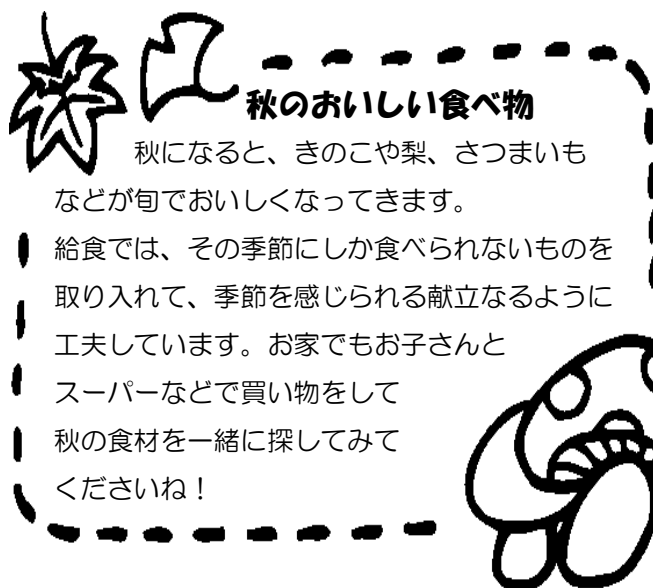 秋のおいしい食べ物
秋になると、きのこや梨、さつまいも
などが旬でおいしくなってきます。
給食では、その季節にしか食べられないものを
取り入れて、季節を感じられる献立なるように
工夫しています。お家でもお子さんと
スーパーなどで買い物をして
秋の食材を一緒に探してみて
くださいね！